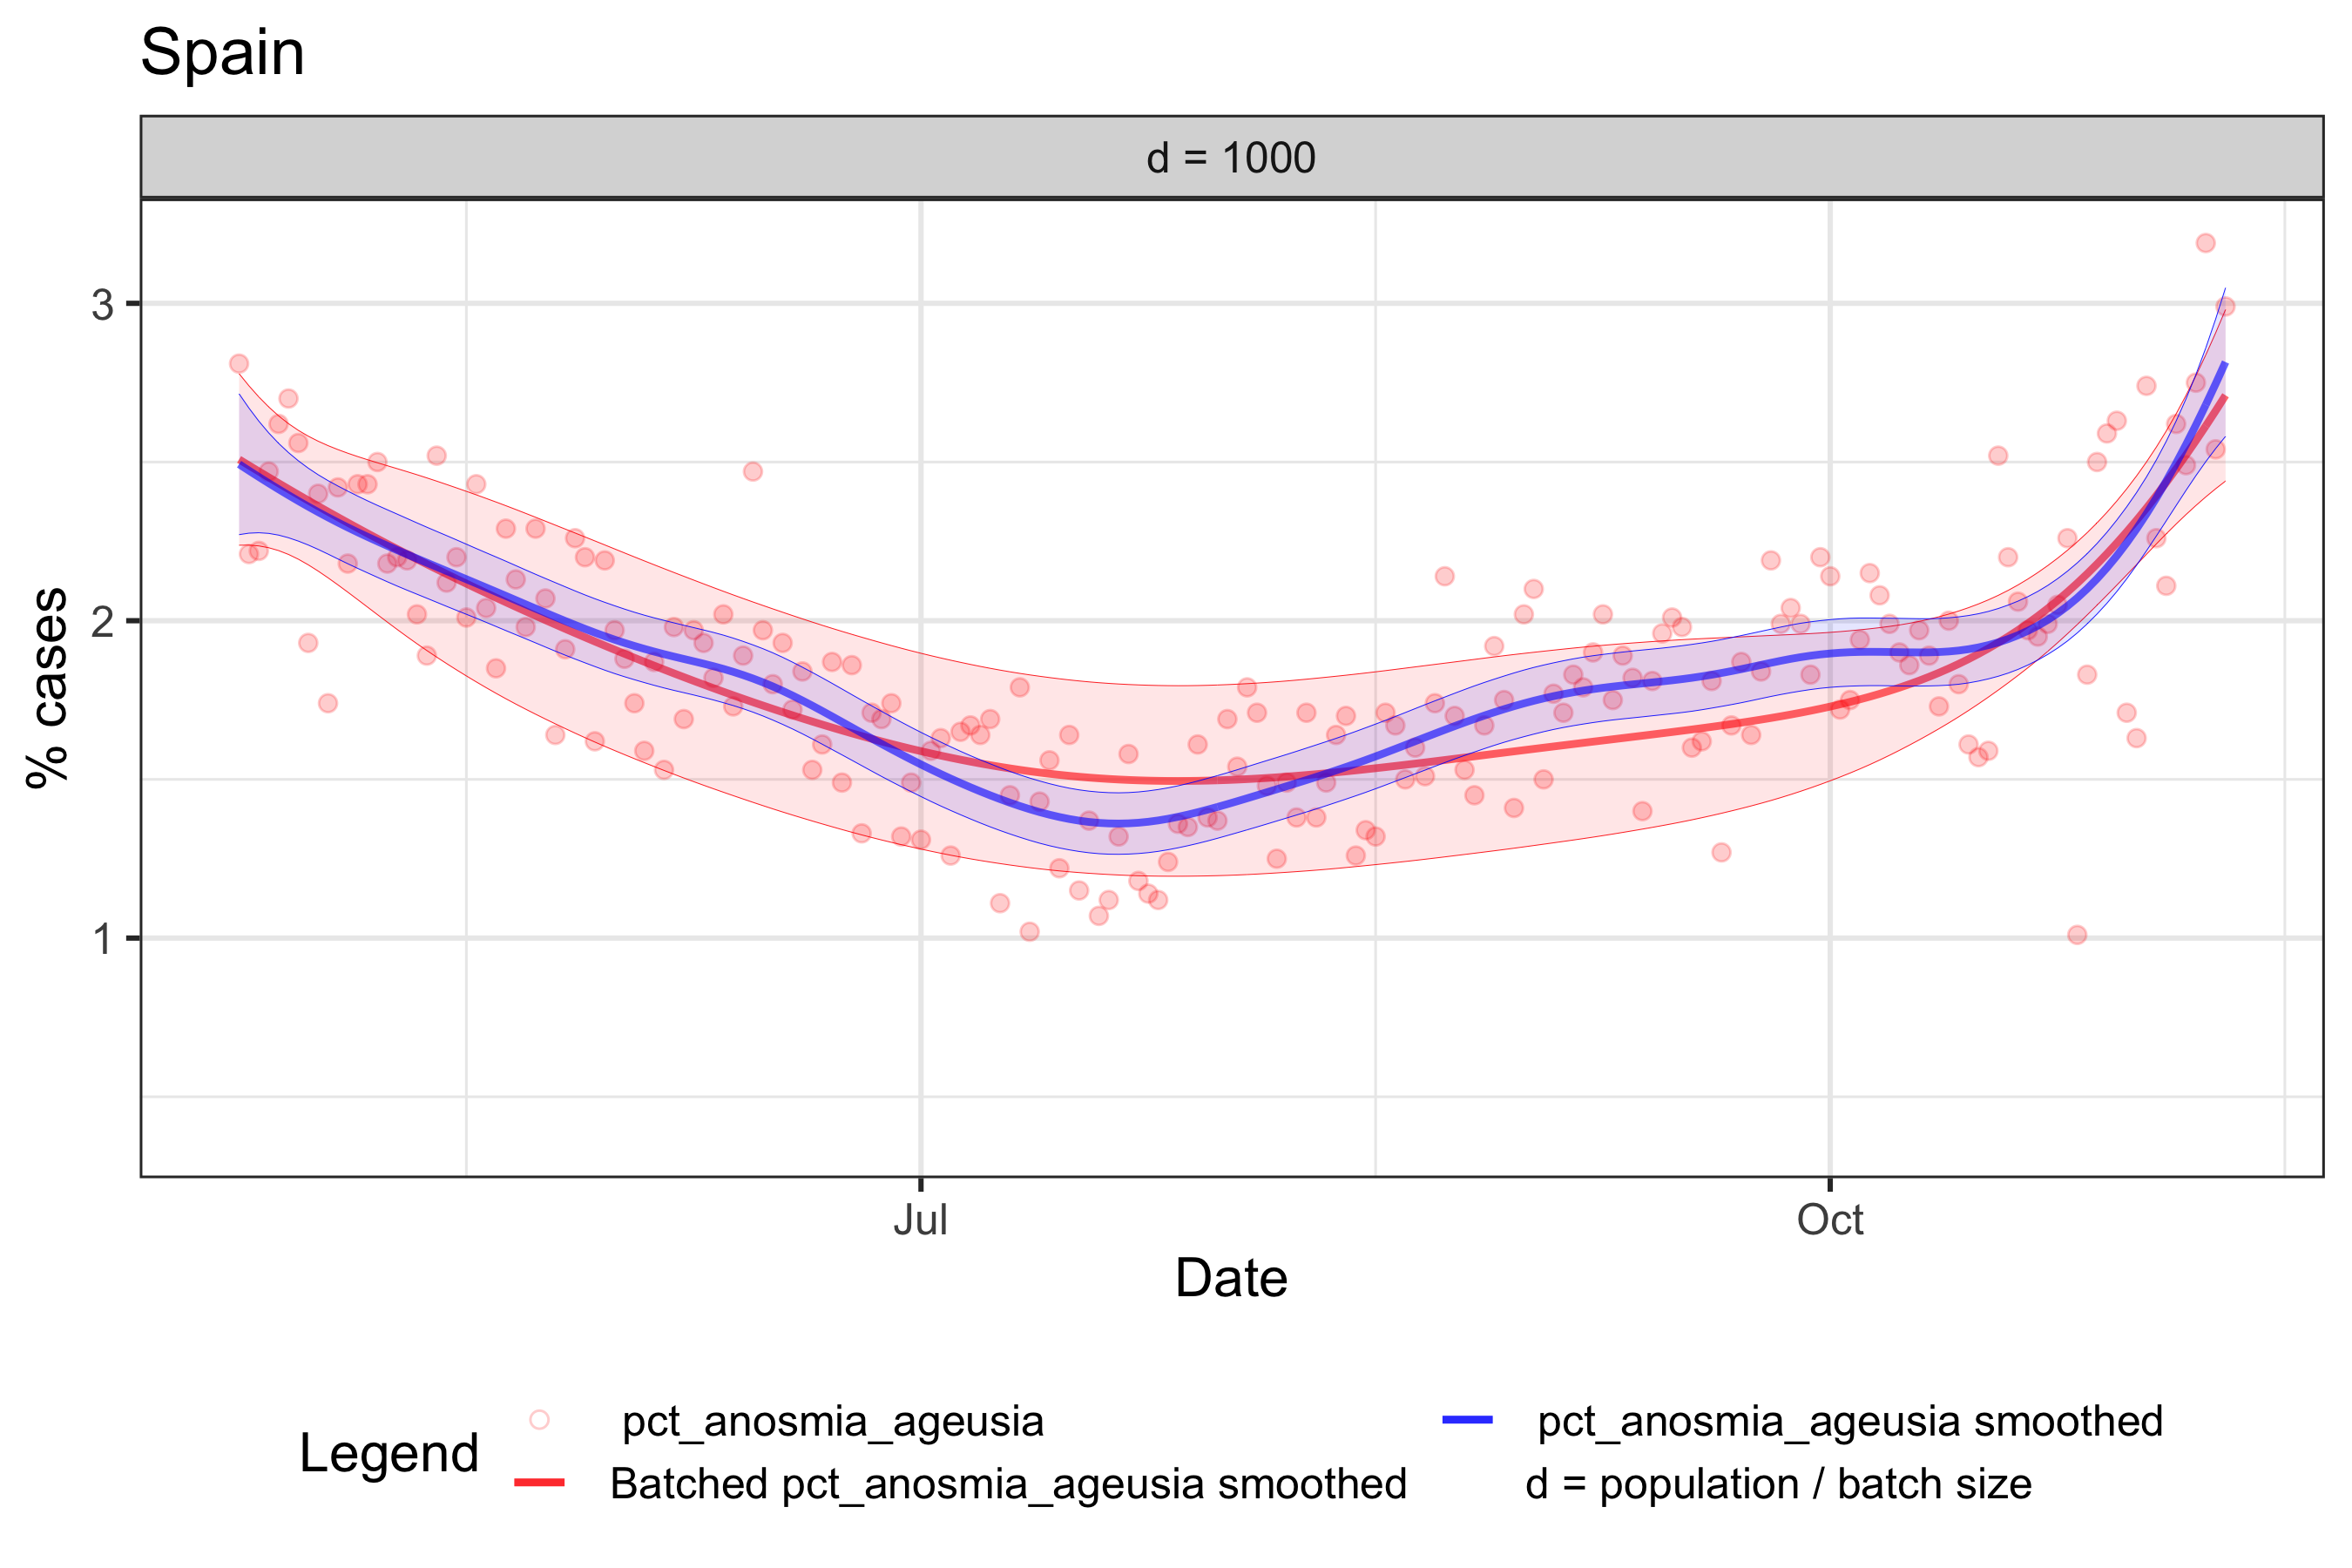 Spain
d = 1000
3
2
1
% cases
Jul
Oct
Date
Legend
pct_anosmia_ageusia
pct_anosmia_ageusia smoothed
Batched pct_anosmia_ageusia smoothed
d = population / batch size